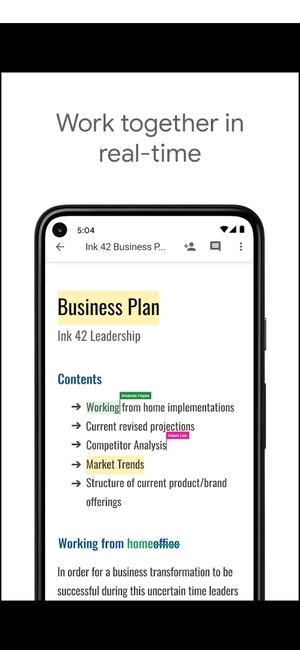 Work together in
real-time
5:04
Ink 42 Business P...
Business Plan
Ink 42 Leadership
Contents
Amanda Hayes
➔ Working from home implementations
➔ Current revised projections
Adam Lee
➔ Competitor Analysis
➔ Market Trends
➔ Structure of current product/brand
offerings
Working from homeoffice
In order for a business transformation to be
successful during this uncertain time leaders